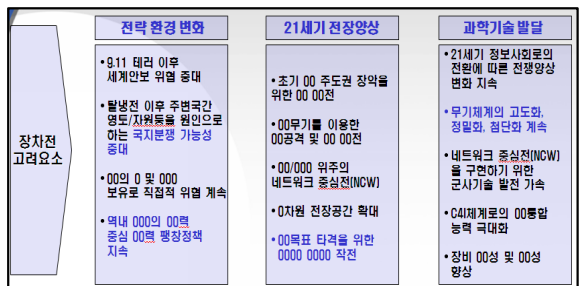 장차전
고려요소
전략 환경 변화
• 9.11 테러 이후
세계안보 위협 증대
• 탈냉전 이후 주변국간
영토/자원등을 원인으로
하는 국지분쟁 가능성
증대
• 00의 0 및 000
보유로 직접적 위협 계속
• 역내 000의 00력
중심 00력 팽창정책
지속
21세기 전장양상
• 초기 00 주도권 장악을
위한 00 00전
• 00무기를 이용한
00공격 및 00 00전
• 00/000 위주의
네트워크 중심전(NCW)
• 0차원 전장공간 확대
• 00목표 타격을 위한
0000 0000 작전
과학기술 발달
• 21세기 정보사회로의
전환에 따른 전쟁양상
변화 지속
• 무기체계의 고도화,
정밀화, 첨단화 계속
• 네트워크 중심전(NCW)
을 구현하기 위한
군사기술 발전 가속
• C4I체계로의 00통합
능력 극대화
• 장비 00성 및 00성
향상